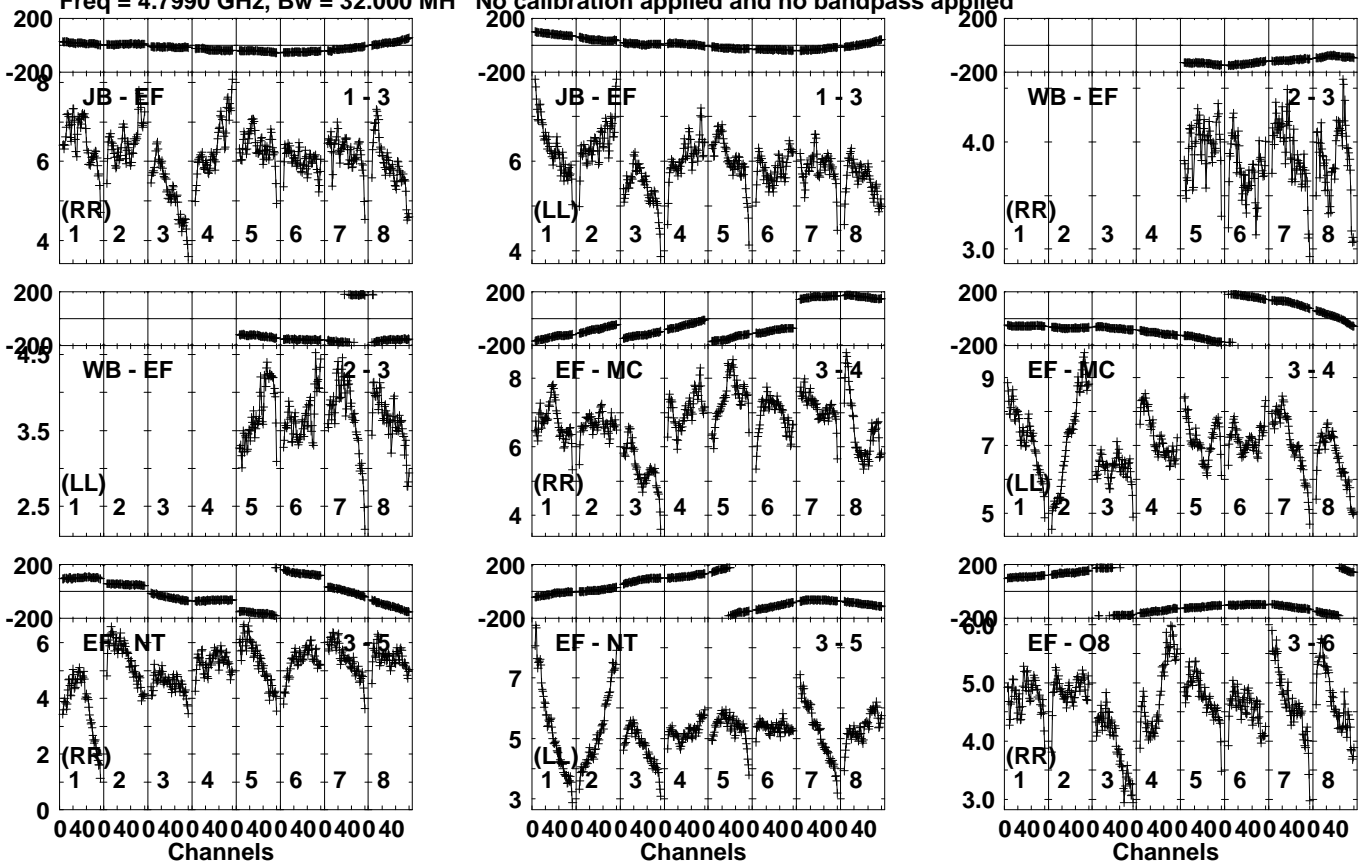 Freq = 4.7990 GHz, Bw = 32.000 MH No calibration applied and no bandpass applied
200 200 200
-200 -200 -200
8
JB - EF 1 - 3 JB - EF 1 - 3 WB - EF 2 - 3
6 6 4.0
(RR) (LL) (RR)
1 2 3 4 5 6 7 8 1 2 3 4 5 6 7 8 1 2 3 4 5 6 7 8
4 4 3.0
200 200 200
-200 -200 -200
4.5
WB - EF 2 - 3 EF - MC 3 - 4 EF - MC 3 - 4
8 9
3.5 6 7
(LL) (RR) (LL)
2.5 1 2 3 4 5 6 7 8 1 2 3 4 5 6 7 8 1 2 3 4 5 6 7 8
4 5
200 200 200
-200 -200 -200
6.0
EF - NT 3 - 5 EF - NT 3 - 5 EF - O8 3 - 6
6 7 5.0
4 5 4.0
(RR) (LL) (RR)
2 1 2 3 4 5 6 7 8 1 2 3 4 5 6 7 8 1 2 3 4 5 6 7 8
0 3 3.0
0 40 0 40 0 40 0 40 0 40 0 40 0 40 0 40 0 40 0 40 0 40 0 40 0 40 0 40 0 40 0 40 0 40 0 40 0 40 0 40 0 40 0 40 0 40 0 40
Channels Channels Channels